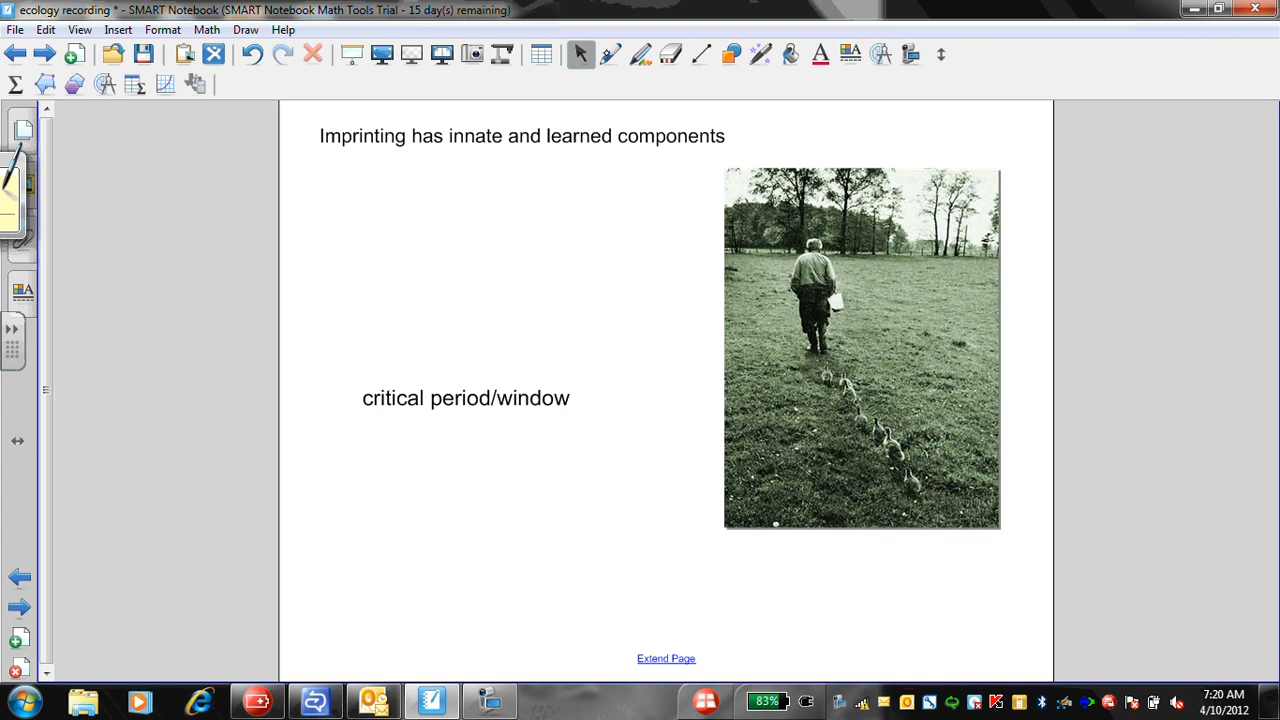 ecology recording * - SMART Notebook (SMART Notebook Math Tools Trial - 15 day(s) remaining)
File Edit View Insert Format Math Draw Help
Imprinting has innate and learned components
critical period/window
Extend Page
83%
7:20 AM
4/10/2012